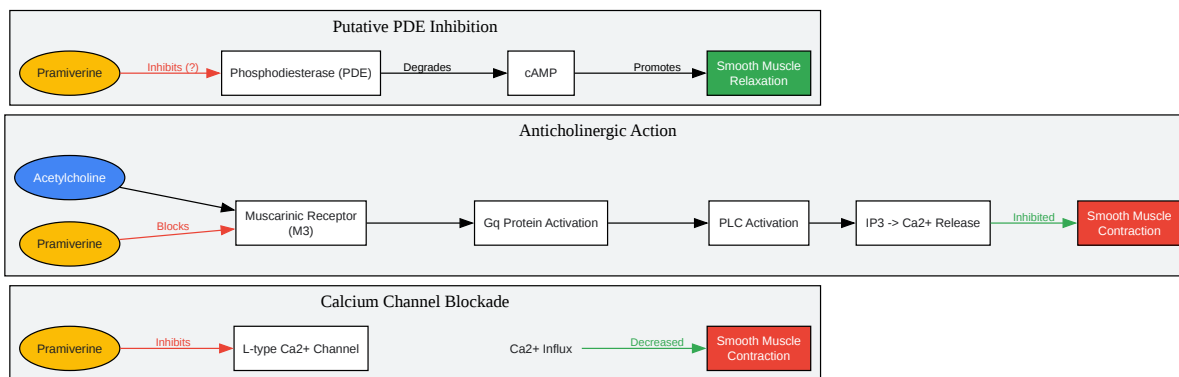 Putative PDE Inhibition
Pramiverine
Inhibits (?)
Phosphodiesterase (PDE)
Degrades
cAMP
Promotes
Smooth Muscle
Relaxation
Anticholinergic Action
Acetylcholine
Pramiverine
Blocks
Muscarinic Receptor
(M3)
Gq Protein Activation
PLC Activation
IP3 -> Ca2+ Release
Inhibited
Smooth Muscle
Contraction
Calcium Channel Blockade
Pramiverine
Inhibits
L-type Ca2+ Channel
Ca2+ Influx
Decreased
Smooth Muscle
Contraction